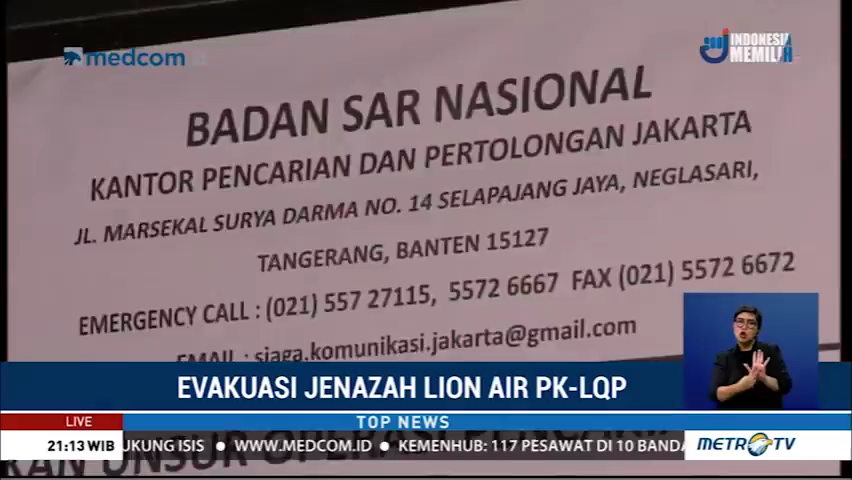 medcom
INDONESIA
MEMILIH
BADAN SAR NASIONAL
KANTOR PENCARIAN DAN PERTOLONGAN JAKARTA
JL. MARSEKAL SURYA DARMA NO. 14 SELAPAJANG JAYA, NEGLASARI,
TANGERANG, BANTEN 15127
EMERGENCY CALL : (021) 557 27115, 5572 6667 FAX (021) 5572 6672
EMAIL : siaga.komunikasi.jakarta@gmail.com
EVAKUASI JENAZAH LION AIR PK-LQP
LIVE
TOP NEWS
21:13 WIB UKUNG ISIS • WWW.MEDCOM.ID • KEMENHUB: 117 PESAWAT DI 10 BANDA
METRO TV
UNSUR